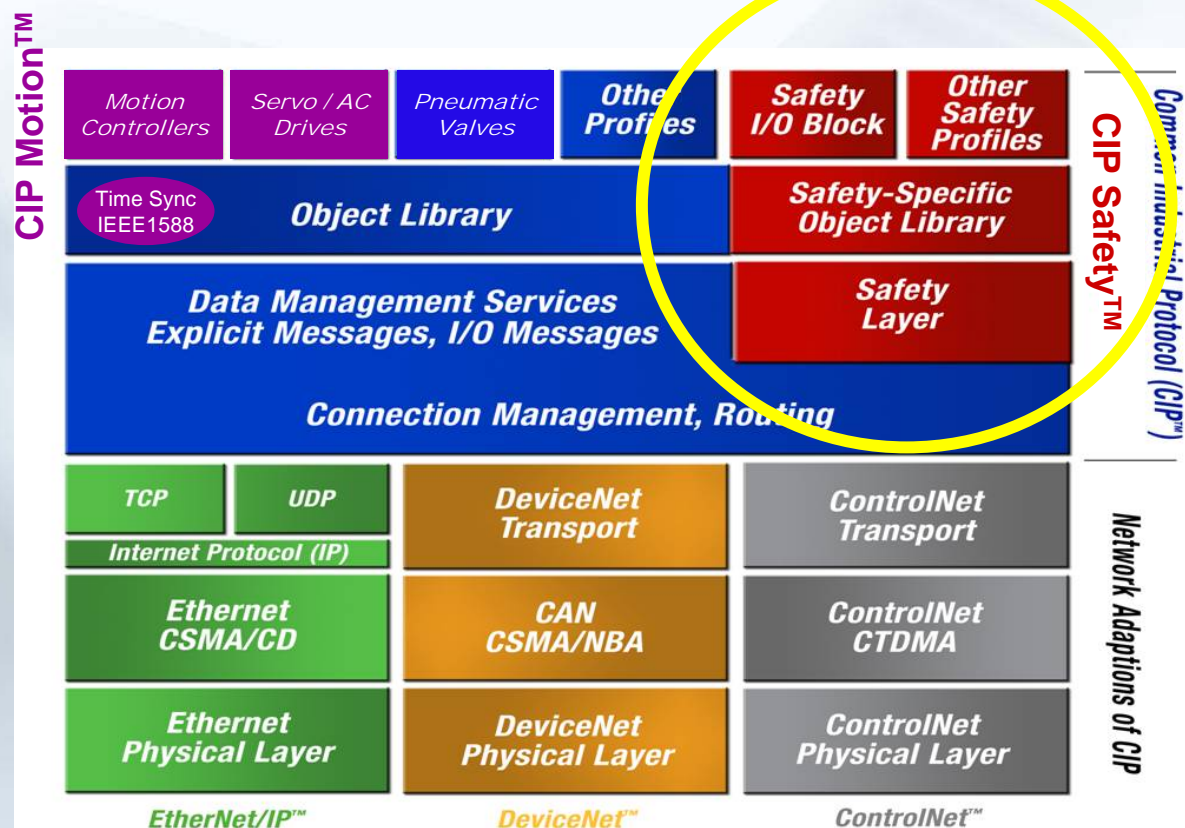 CIP Motion™
Motion
Controllers
Servo / AC
Drives
Pneumatic
Valves
Other
Profiles
Safety
I/O Block
Other
Safety
Profiles
Time Sync
IEEE1588
Object Library
Safety-Specific
Object Library
Data Management Services
Explicit Messages, I/O Messages
Safety
Layer
Connection Management, Routing
CIP Safety™
Common Industrial Protocol (CIP™)
TCP
UDP
Internet Protocol (IP)
DeviceNet
Transport
ControlNet
Transport
Ethernet
CSMA/CD
CAN
CSMA/NBA
ControlNet
CTDMA
Ethernet
Physical Layer
DeviceNet
Physical Layer
ControlNet
Physical Layer
Network Adaptions of CIP
EtherNet/IP™
DeviceNet™
ControlNet™